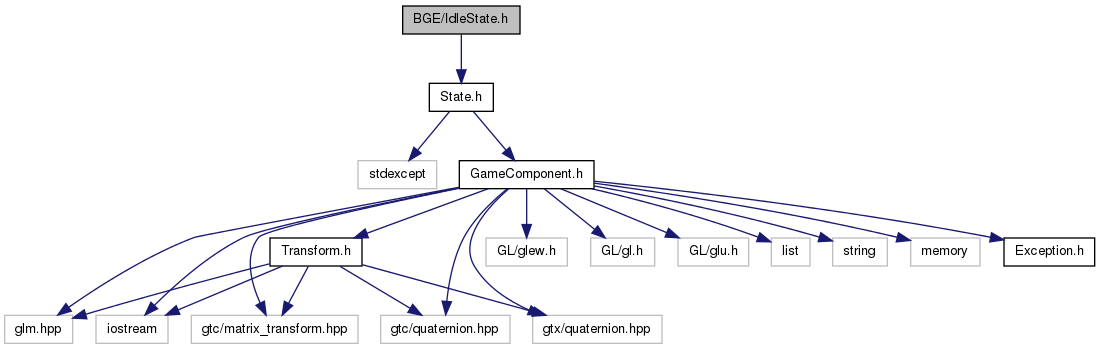 BGE/IdleState.h
State.h
stdexcept
GameComponent.h
Transform.h
GL/glew.h
GL/gl.h
GL/glu.h
list
string
memory
Exception.h
glm.hpp
iostream
gtc/matrix_transform.hpp
gtc/quaternion.hpp
gtx/quaternion.hpp